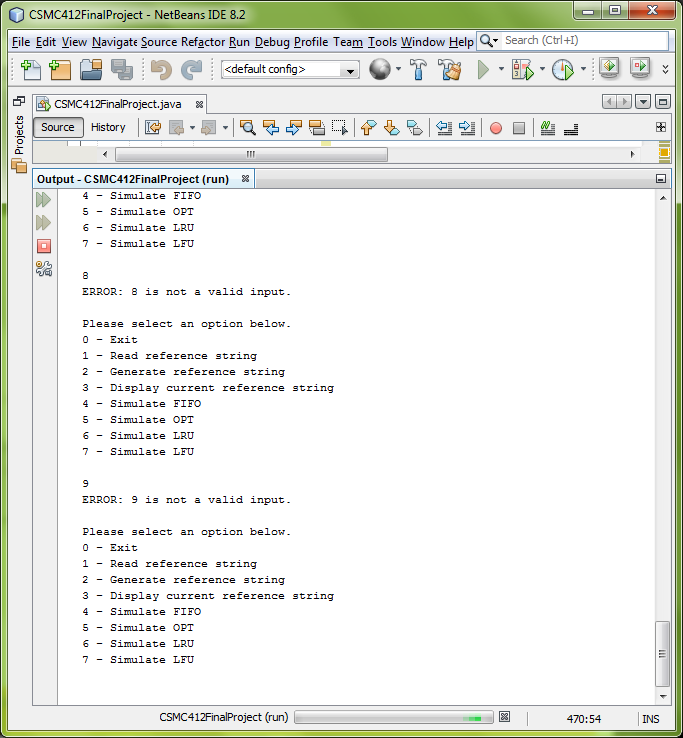 CSMC412FinalProject - NetBeans IDE 8.2
File Edit View Navigate Source Refactor Run Debug Profile Team Tools Window Help Search (Ctrl+I)
<default config>
Projects
CSMC412FinalProject.java
Source History
Output - CSMC412FinalProject (run)
4 - Simulate FIFO
5 - Simulate OPT
6 - Simulate LRU
7 - Simulate LFU
8
ERROR: 8 is not a valid input.
Please select an option below.
0 - Exit
1 - Read reference string
2 - Generate reference string
3 - Display current reference string
4 - Simulate FIFO
5 - Simulate OPT
6 - Simulate LRU
7 - Simulate LFU
9
ERROR: 9 is not a valid input.
Please select an option below.
0 - Exit
1 - Read reference string
2 - Generate reference string
3 - Display current reference string
4 - Simulate FIFO
5 - Simulate OPT
6 - Simulate LRU
7 - Simulate LFU
CSMC412FinalProject (run) 470:54 INS